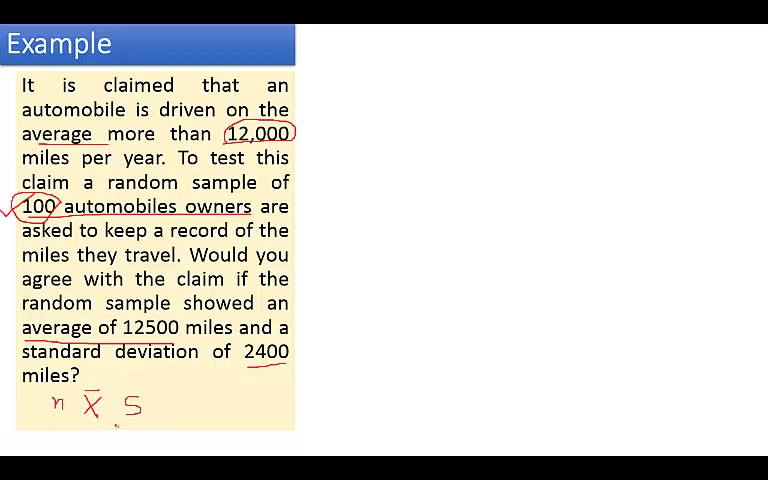 Example
It is claimed that an
automobile is driven on the
average more than 12,000
miles per year. To test this
claim a random sample of
100 automobiles owners are
asked to keep a record of the
miles they travel. Would you
agree with the claim if the
random sample showed an
average of 12500 miles and a
standard deviation of 2400
miles?
n X̄ S